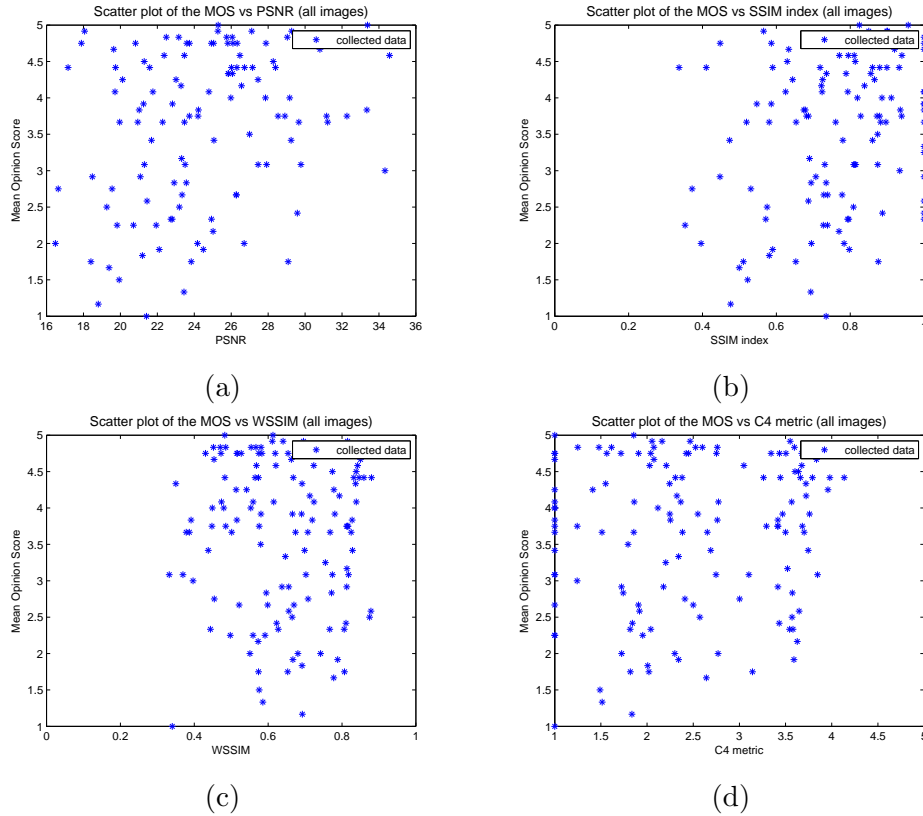 Scatter plot of the MOS vs PSNR (all images)
5
4.5
4
3.5
3
2.5
2
1.5
1
Mean Opinion Score
16 18 20 22 24 26 28 30 32 34 36
PSNR
collected data
(a)
Scatter plot of the MOS vs SSIM index (all images)
5
4.5
4
3.5
3
2.5
2
1.5
1
Mean Opinion Score
0 0.2 0.4 0.6 0.8 1
SSIM index
collected data
(b)
Scatter plot of the MOS vs WSSIM (all images)
5
4.5
4
3.5
3
2.5
2
1.5
1
Mean Opinion Score
0 0.2 0.4 0.6 0.8 1
WSSIM
collected data
(c)
Scatter plot of the MOS vs C4 metric (all images)
5
4.5
4
3.5
3
2.5
2
1.5
1
Mean Opinion Score
1 1.5 2 2.5 3 3.5 4 4.5 5
C4 metric
collected data
(d)